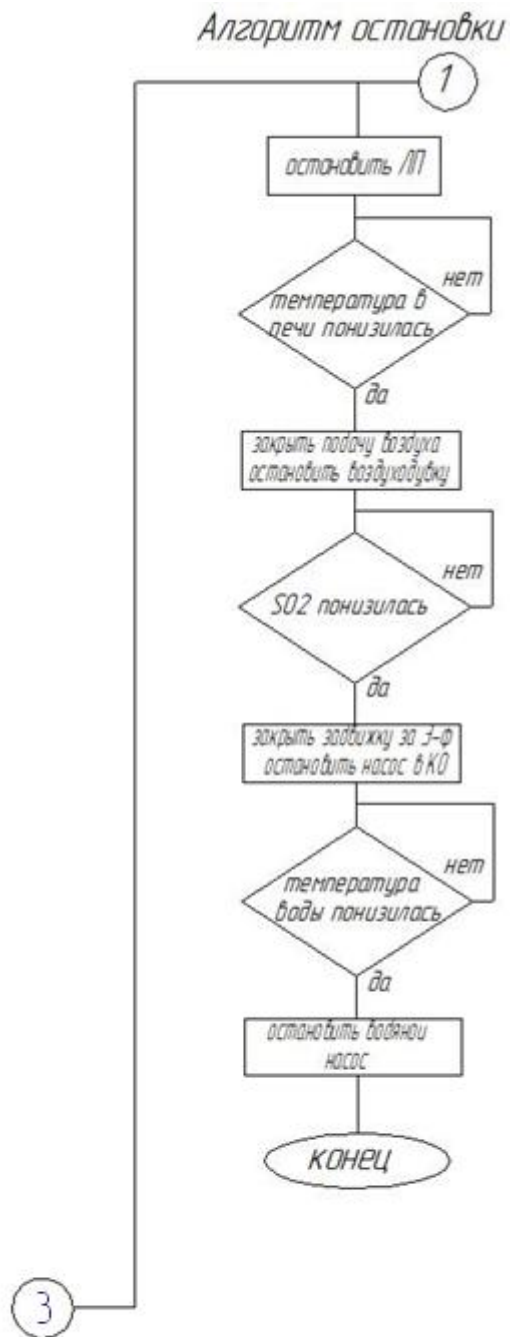 Алгоритм остановки
1
остановить ЛП
нет
температура в
печи понизилась
да
закрыть подачу воздуха
остановить воздуходувку
нет
SO2 понизилась
да
закрыть задвижку за Э-ф
остановить насос в КО
нет
температура
воды понизилась
да
остановить водяной
насос
конец
3